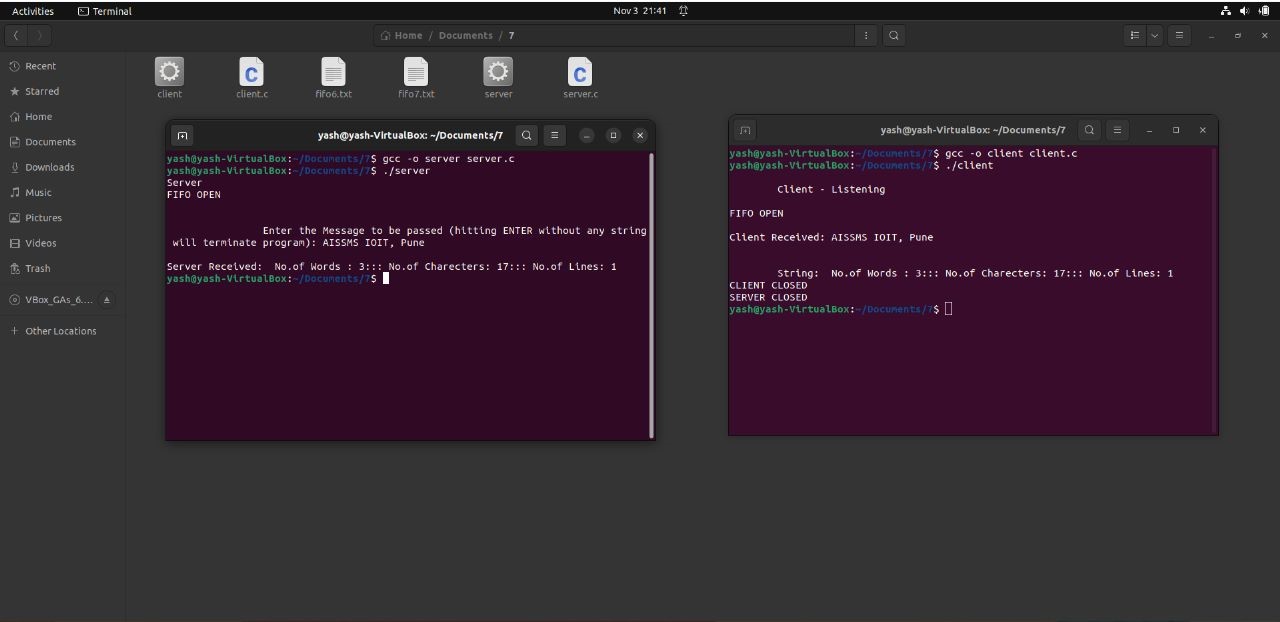 Activities Terminal Nov 3 21:41
Home / Documents / 7
Recent
Starred
Home
Documents
Downloads
Music
Pictures
Videos
Trash
VBox_GAs_6....
Other Locations
client client.c fifo6.txt fifo7.txt server server.c
yash@yash-VirtualBox: ~/Documents/7
yash@yash-VirtualBox:~/Documents/7$ gcc -o server server.c
yash@yash-VirtualBox:~/Documents/7$ ./server
Server
FIFO OPEN
Enter the Message to be passed (hitting ENTER without any string
will terminate program): AISSMS IOIT, Pune
Server Received: No.of Words : 3::: No.of Charecters: 17::: No.of Lines: 1
yash@yash-VirtualBox:~/Documents/7$
yash@yash-VirtualBox: ~/Documents/7
yash@yash-VirtualBox:~/Documents/7$ gcc -o client client.c
yash@yash-VirtualBox:~/Documents/7$ ./client
Client - Listening
FIFO OPEN
Client Received: AISSMS IOIT, Pune
String: No.of Words : 3::: No.of Charecters: 17::: No.of Lines: 1
CLIENT CLOSED
SERVER CLOSED
yash@yash-VirtualBox:~/Documents/7$